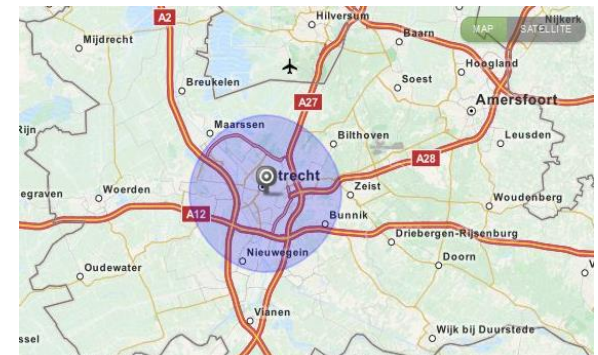 Hilversum
A2
MAP
SATELLITE
Nijkerk
Baarn
Mijdrecht
Hoogland
Soest
Breukelen
Amersfoort
A27
Maarssen
Rijn
Bilthoven
Leusden
A28
trecht
Zeist
Woerden
egraven
Woudenberg
A12
Bunnik
Driebergen-Rijsenburg
Nieuwegein
Doorn
Oudewater
V
Vianen
Wijk bij Duurstede
ssel